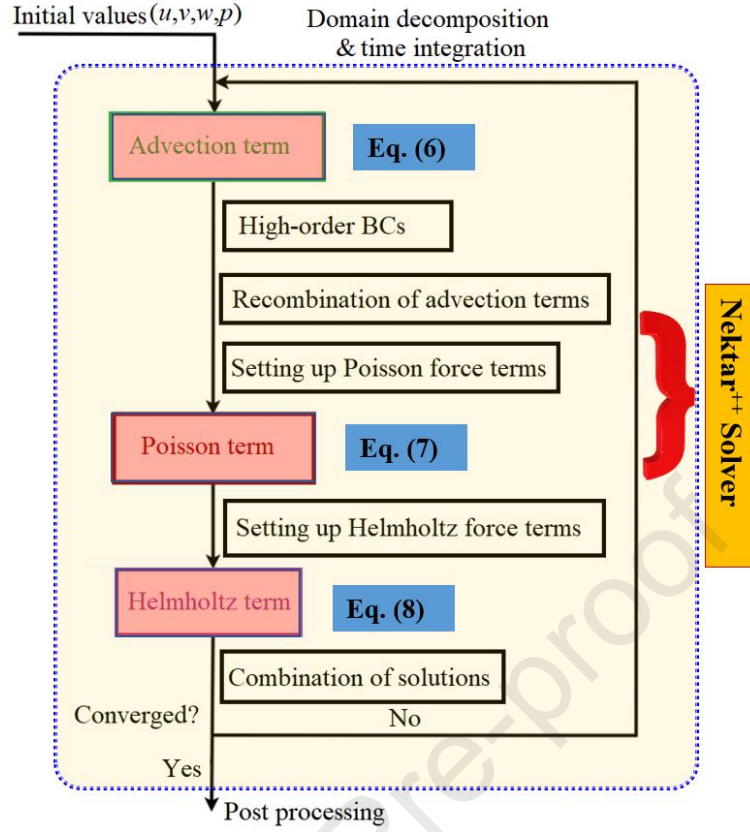 Initial values(u,v,w,p)
Domain decomposition
& time integration
Advection term
Eq. (6)
High-order BCs
Recombination of advection terms
Setting up Poisson force terms
Poisson term
Eq. (7)
Setting up Helmholtz force terms
Helmholtz term
Eq. (8)
Combination of solutions
Converged?
No
Yes
Post processing
Nektar++ Solver
Pre-proof